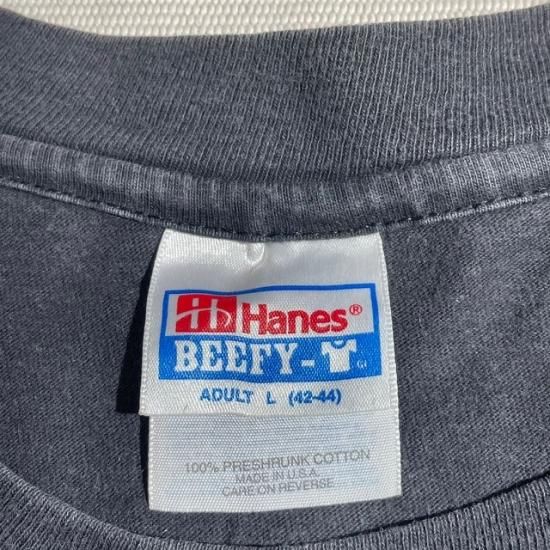 Hanes®
BEEFY-
ADULT L (42-44)
100% PRESHRUNK COTTON
MADE IN U.S.A.
CARE ON REVERSE